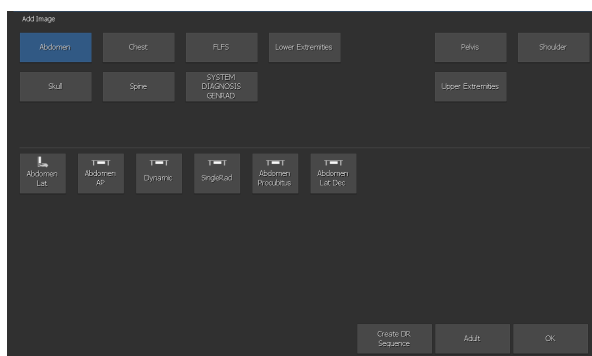 Add Image
Abdomen
Chest
FLFS
Lower Extremities
Pelvis
Shoulder
Skull
Spine
SYSTEM
DIAGNOSIS
GENRAD
Upper Extremities
Abdomen
Lat
Abdomen
AP
Dynamic
SingleRad
Abdomen
Procubitus
Abdomen
Lat Dec
Create DR
Sequence
Adult
OK